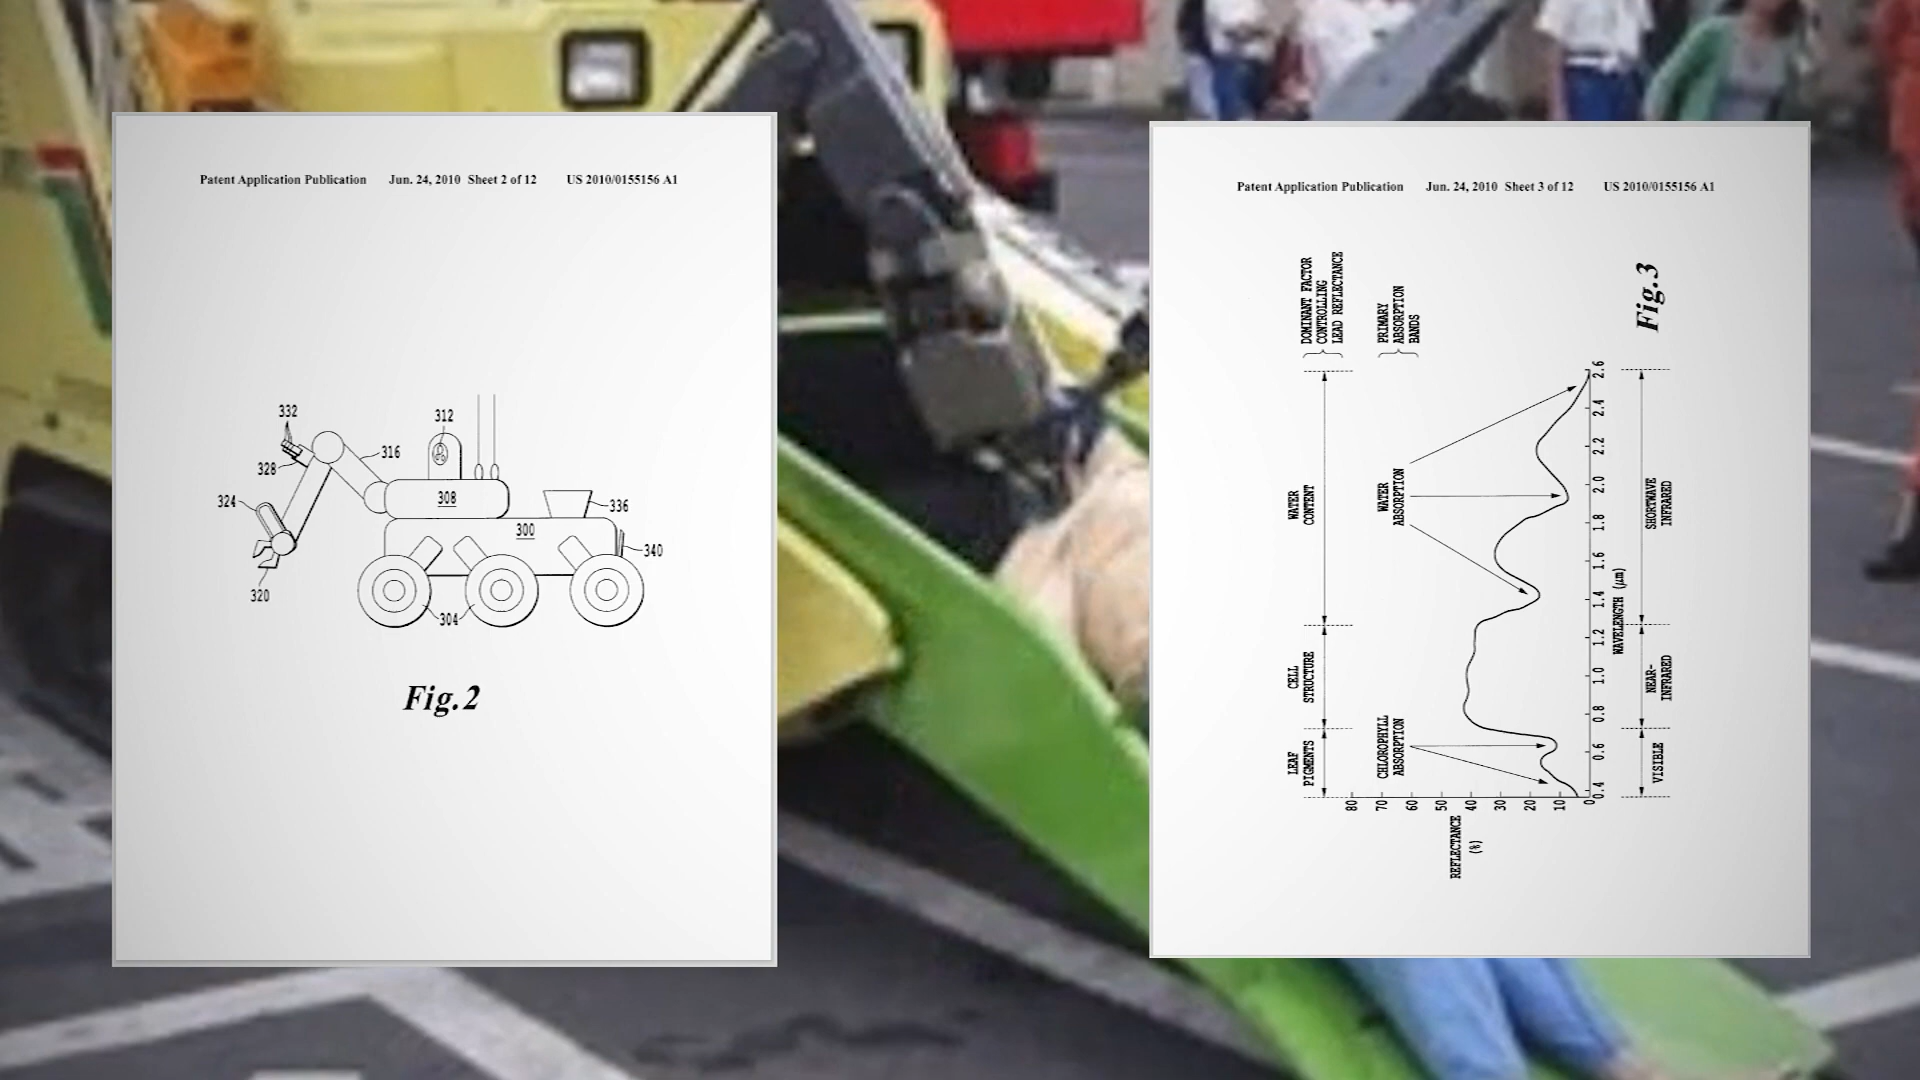 Patent Application Publication Jun. 24, 2010 Sheet 2 of 12 US 2010/0155156 A1
332
312
316
328
308
324
336
300
340
320
304
Fig.2
Patent Application Publication Jun. 24, 2010 Sheet 3 of 12 US 2010/0155156 A1
DOMINANT FACTOR
CONTROLLING
LEAD REFLECTANCE
PRIMARY
ABSORPTION
BANDS
LEAF
PIGMENTS
CELL
STRUCTURE
WATER
CONTENT
CHLOROPHYLL
ABSORPTION
WATER
ABSORPTION
80
70
60
50
40
30
20
10
0
REFLECTANCE
(%)
0.4 0.6 0.8 1.0 1.2 1.4 1.6 1.8 2.0 2.2 2.4 2.6
WAVELENGTH (μm)
VISIBLE
NEAR-
INFRARED
SHORTWAVE
INFRARED
Fig.3